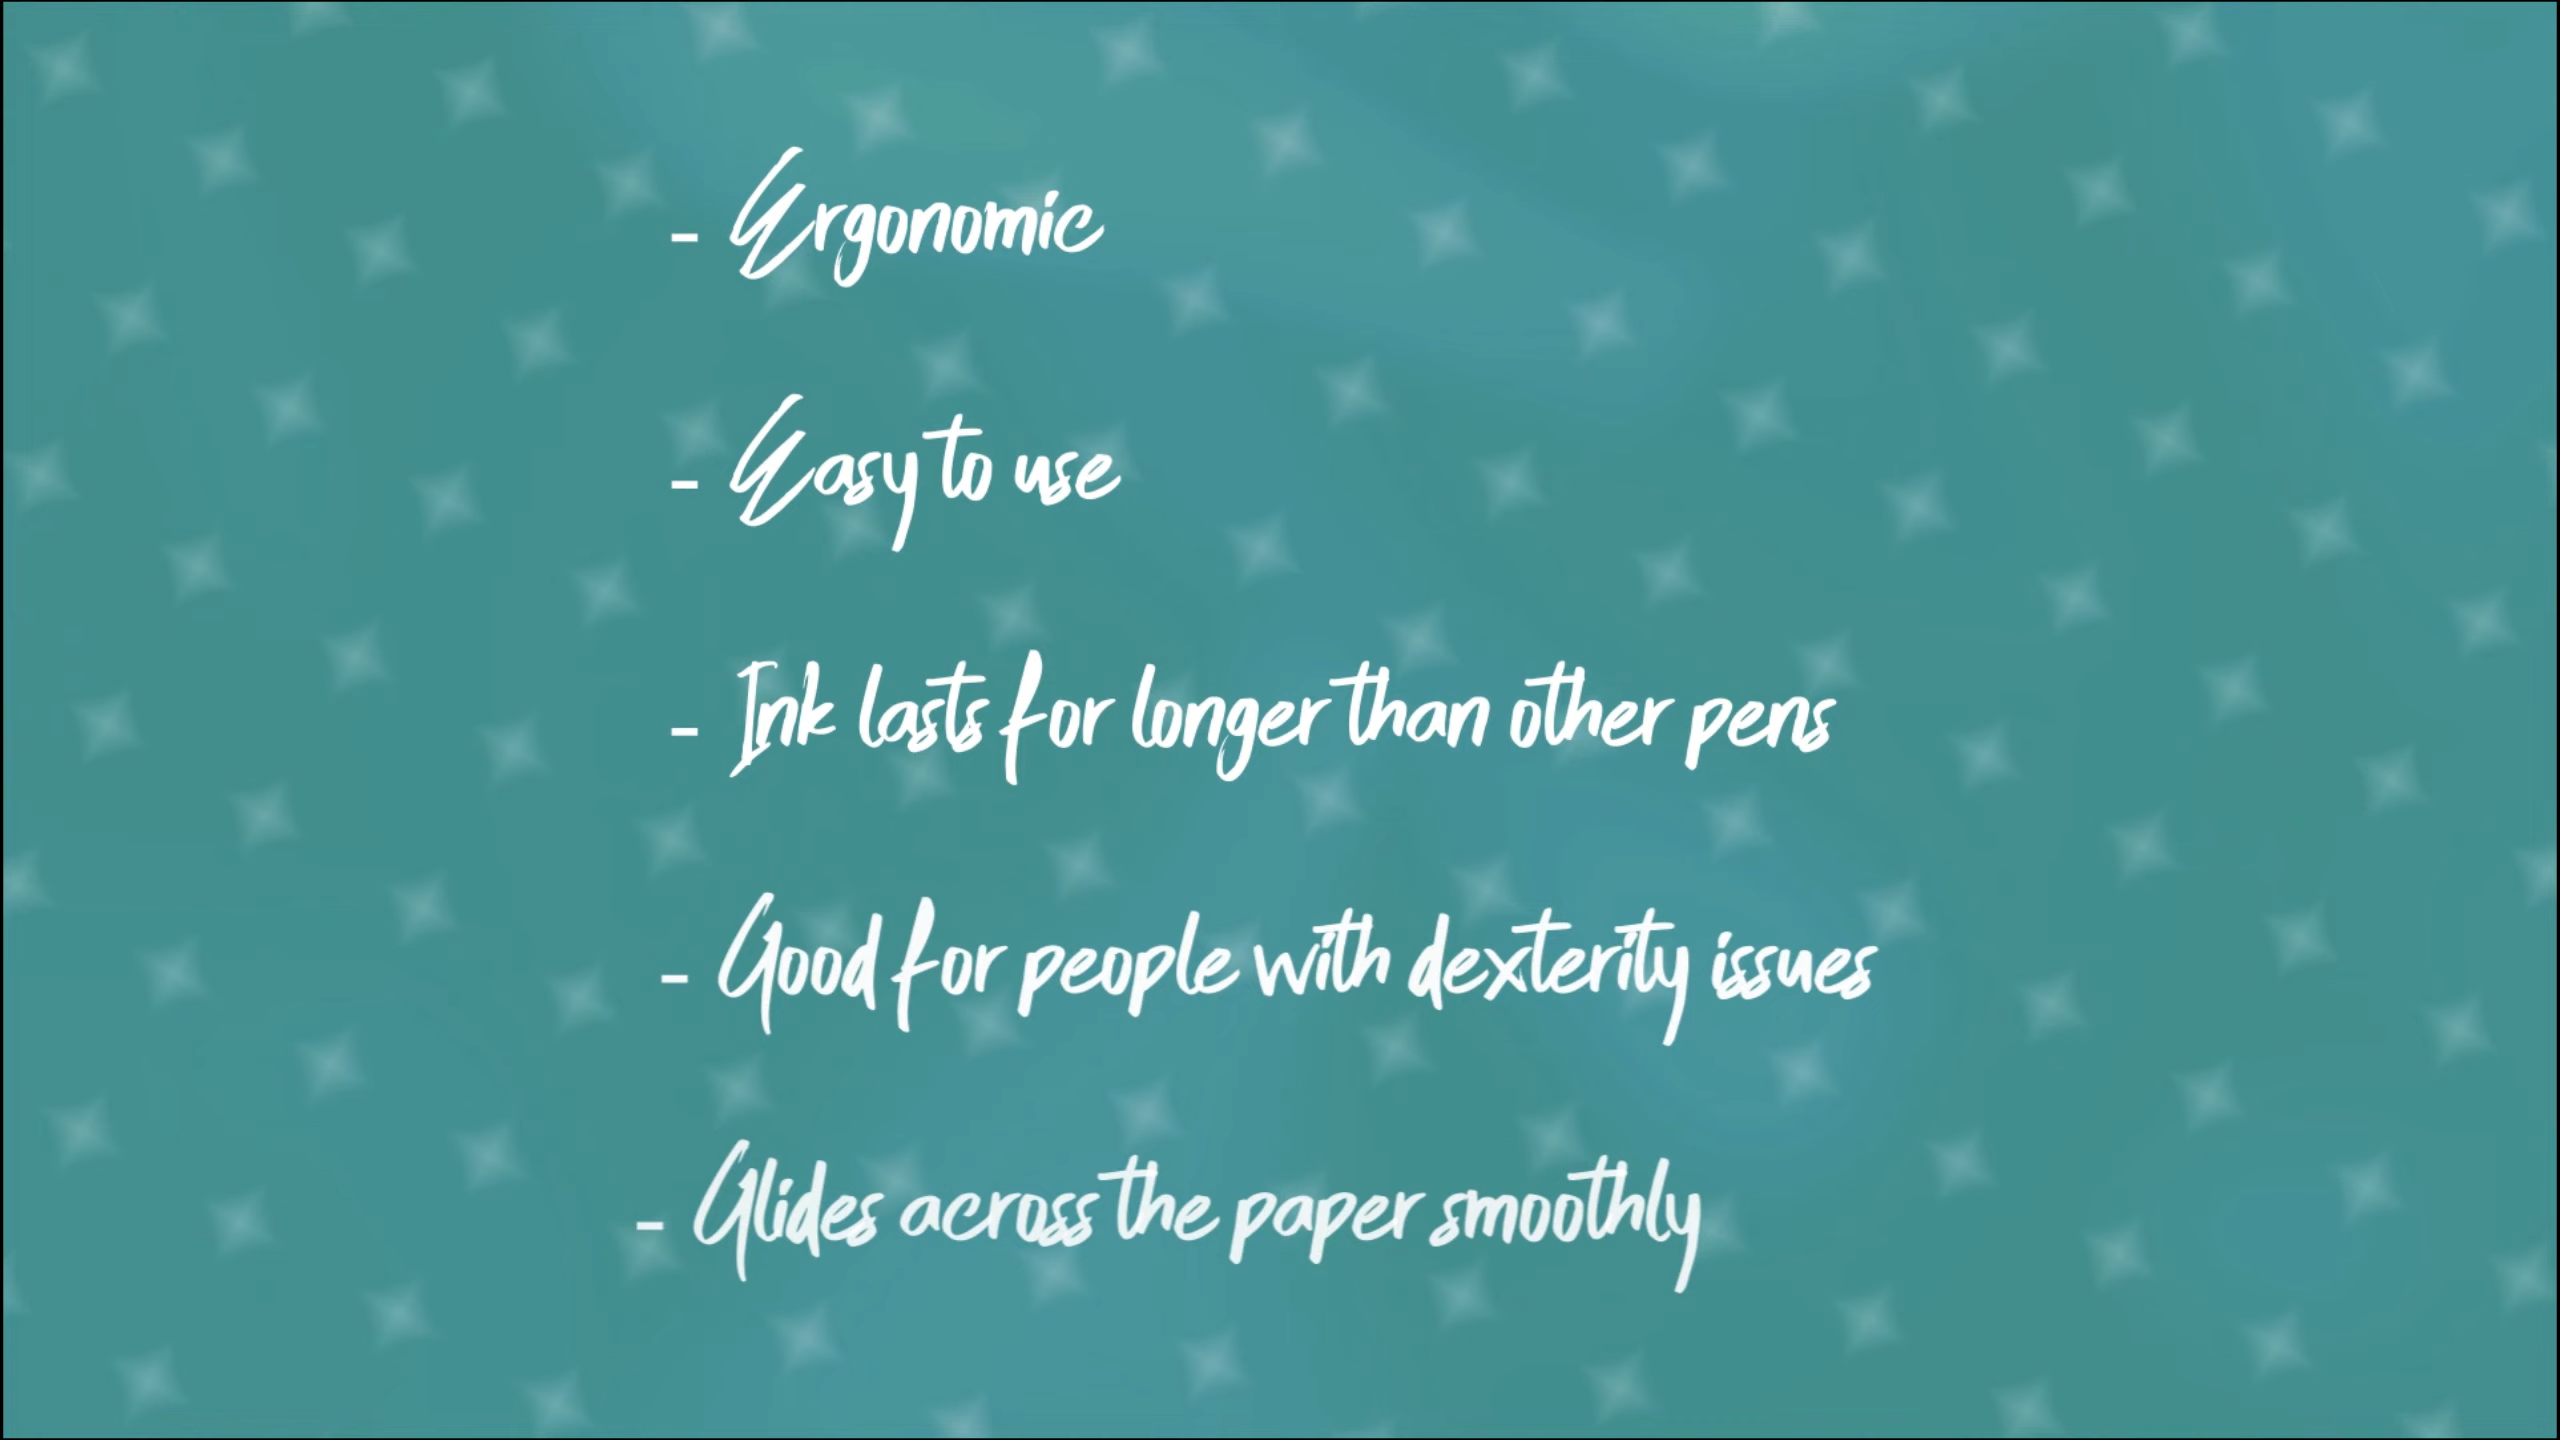 - Ergonomic
- Easy to use
- Ink lasts for longer than other pens
- Good for people with dexterity issues
- Glides across the paper smoothly